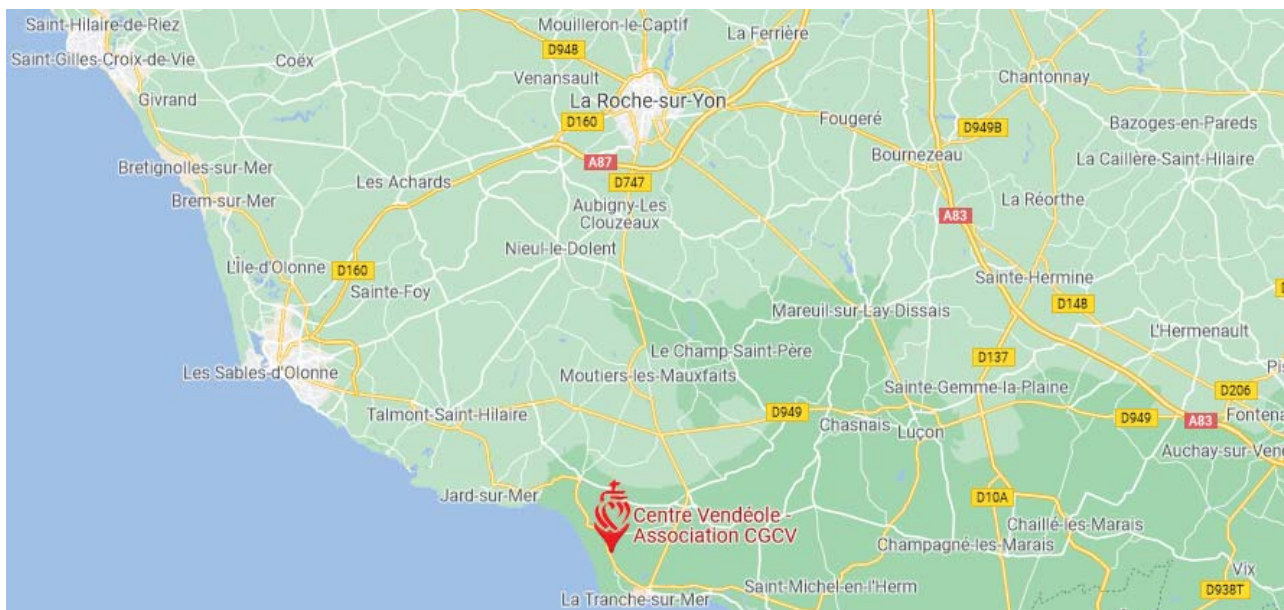 Saint-Hilaire-de-Riez
Mouilleron-le-Captif
La Ferrière
D948
Saint-Gilles-Croix-de-Vie
Coëx
Venansault
Chantonnay
Givrand
La Roche-sur-Yon
D160
Fougeré
D949B
Bazoges-en-Pareds
Bournezeau
La Caillère-Saint-Hilaire
Bretignolles-sur-Mer
A87
Les Achards
D747
Brem-sur-Mer
Aubigny-Les
Clouzeaux
La Réorthe
A83
Nieul-le-Dolent
L'Île-d'Olonne
D160
Sainte-Foy
Sainte-Hermine
D148
Mareuil-sur-Lay-Dissais
L'Hermenault
Le Champ-Saint-Père
D137
Les Sables-d'Olonne
Moutiers-les-Mauxfaits
Sainte-Gemme-la-Plaine
D206
Talmont-Saint-Hilaire
D949
Chasnais
Luçon
D949
A83
Auchay-sur-Ven
Jard-sur-Mer
D10A
Centre Vendéole -
Association CGCV
Chaillé-les-Marais
Champagné-les-Marais
Vix
Saint-Michel-en-l'Herm
D938T
La Tranche-sur-Mer